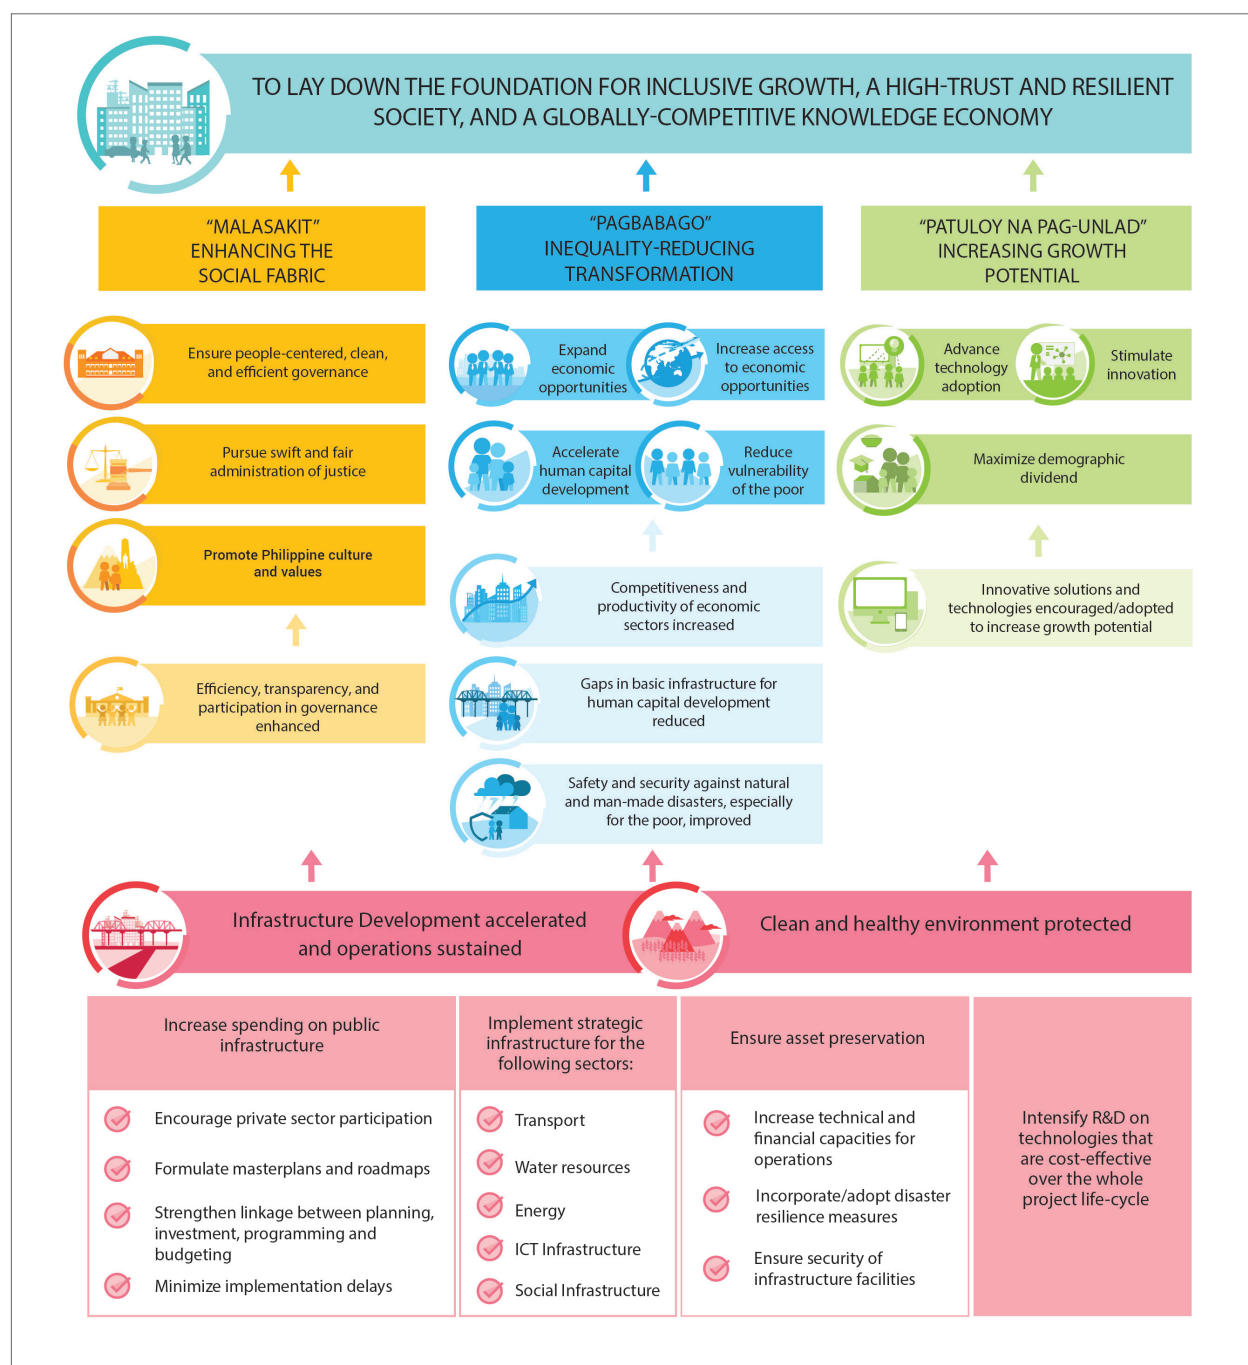 TO LAY DOWN THE FOUNDATION FOR INCLUSIVE GROWTH, A HIGH-TRUST AND RESILIENT
SOCIETY, AND A GLOBALLY-COMPETITIVE KNOWLEDGE ECONOMY
“MALASAKIT”
ENHANCING THE
SOCIAL FABRIC
Ensure people-centered, clean,
and efficient governance
Pursue swift and fair
administration of justice
Promote Philippine culture
and values
Efficiency, transparency, and
participation in governance
enhanced
“PAGBABAGO”
INEQUALITY-REDUCING
TRANSFORMATION
Expand
economic
opportunities
Increase access
to economic
opportunities
Accelerate
human capital
development
Reduce
vulnerability
of the poor
Competitiveness and
productivity of economic
sectors increased
Gaps in basic infrastructure for
human capital development
reduced
Safety and security against natural
and man-made disasters, especially
for the poor, improved
“PATULOY NA PAG-UNLAD”
INCREASING GROWTH
POTENTIAL
Advance
technology
adoption
Stimulate
innovation
Maximize demographic
dividend
Innovative solutions and
technologies encouraged/adopted
to increase growth potential
Infrastructure Development accelerated
and operations sustained
Clean and healthy environment protected
Increase spending on public
infrastructure
Encourage private sector participation
Formulate masterplans and roadmaps
Strengthen linkage between planning,
investment, programming and
budgeting
Minimize implementation delays
Implement strategic
infrastructure for the
following sectors:
Transport
Water resources
Energy
ICT Infrastructure
Social Infrastructure
Ensure asset preservation
Increase technical and
financial capacities for
operations
Incorporate/adopt disaster
resilience measures
Ensure security of
infrastructure facilities
Intensify R&D on
technologies that
are cost-effective
over the whole
project life-cycle